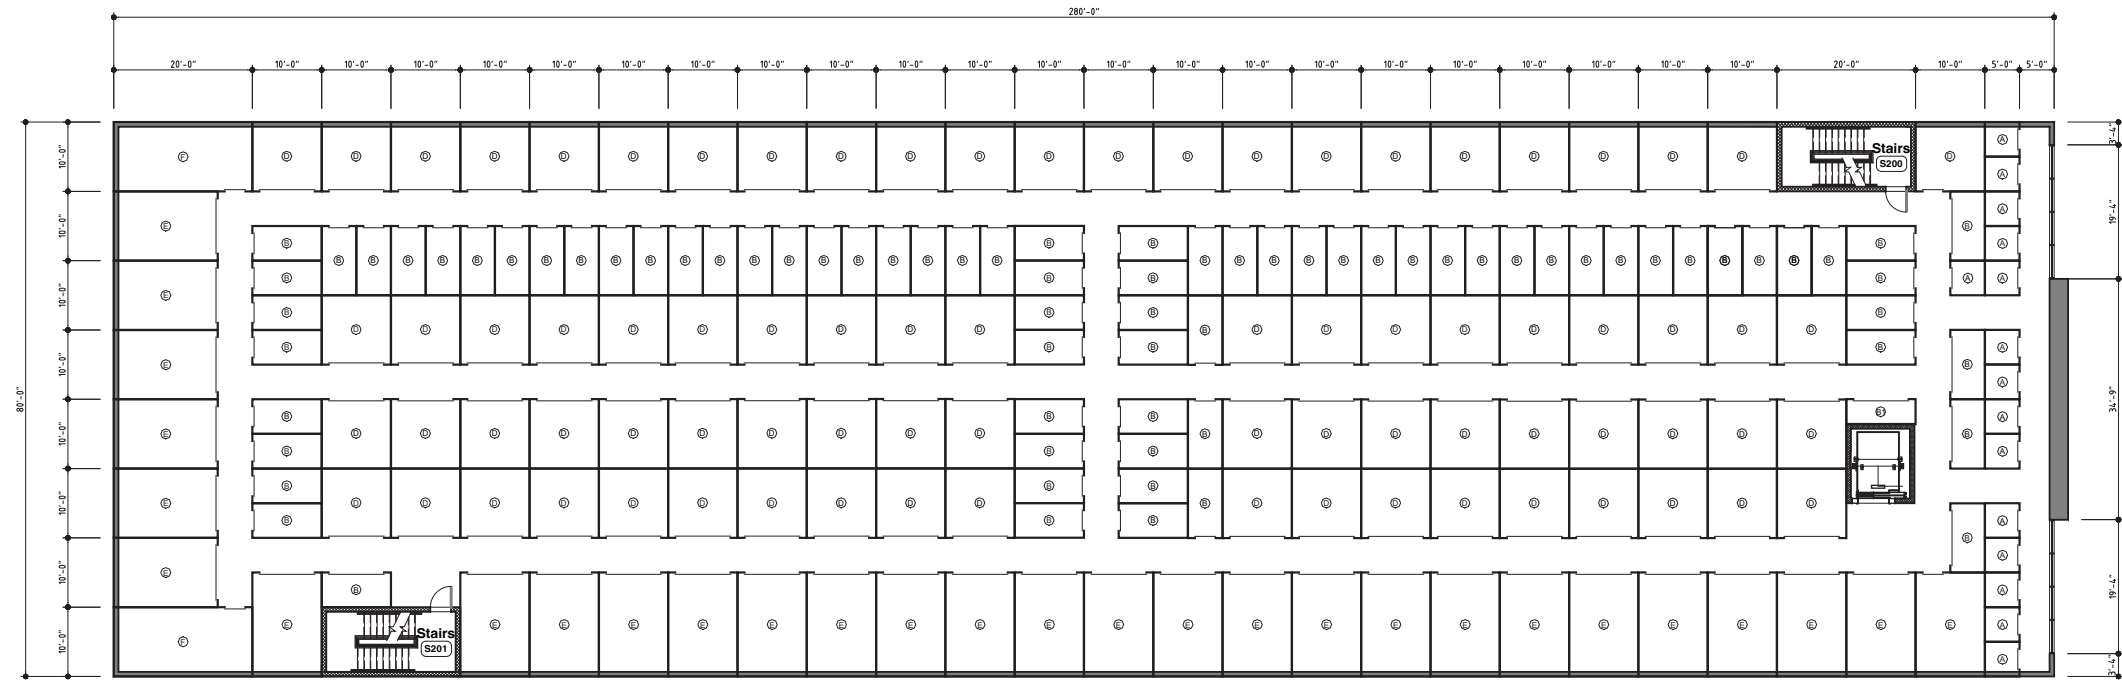 280'-0"
20'-0" 10'-0" 10'-0" 10'-0" 10'-0" 10'-0" 10'-0" 10'-0" 10'-0" 10'-0" 10'-0" 10'-0" 10'-0" 10'-0" 10'-0" 10'-0" 10'-0" 10'-0" 10'-0" 10'-0" 10'-0" 10'-0" 10'-0" 20'-0" 10'-0" 5'-0" 5'-0"
3'-4"
A
Stairs
10'-0" F D D D D D D D D D D D D D D D D D D D D D D D
S200
A
A 19'-4"
10'-0" E B
B B B B A
B B B B B B B B B B B B B B B B B B B B B B B B B B B B B B B B B B B B B B B
B B B B A A
10'-0" E
B B B B
D D D D D D D D D D B D D D D D D D D D
B B B B A
10'-0" E B
A
80'-0" 34'-9"
B1
B B B A
10'-0" E D D D D D D D D D D B D D D D D D D D D B
B B B A
B B B
10'-0" E D D D D D D D D D D B D D D D D D D D D
B B B A
B
A
10'-0" E
B A 19'-4"
E E E E E E E E E E E E E E E E E E E E E E E A
Stairs
10'-0" F
S201
A 3'-4"